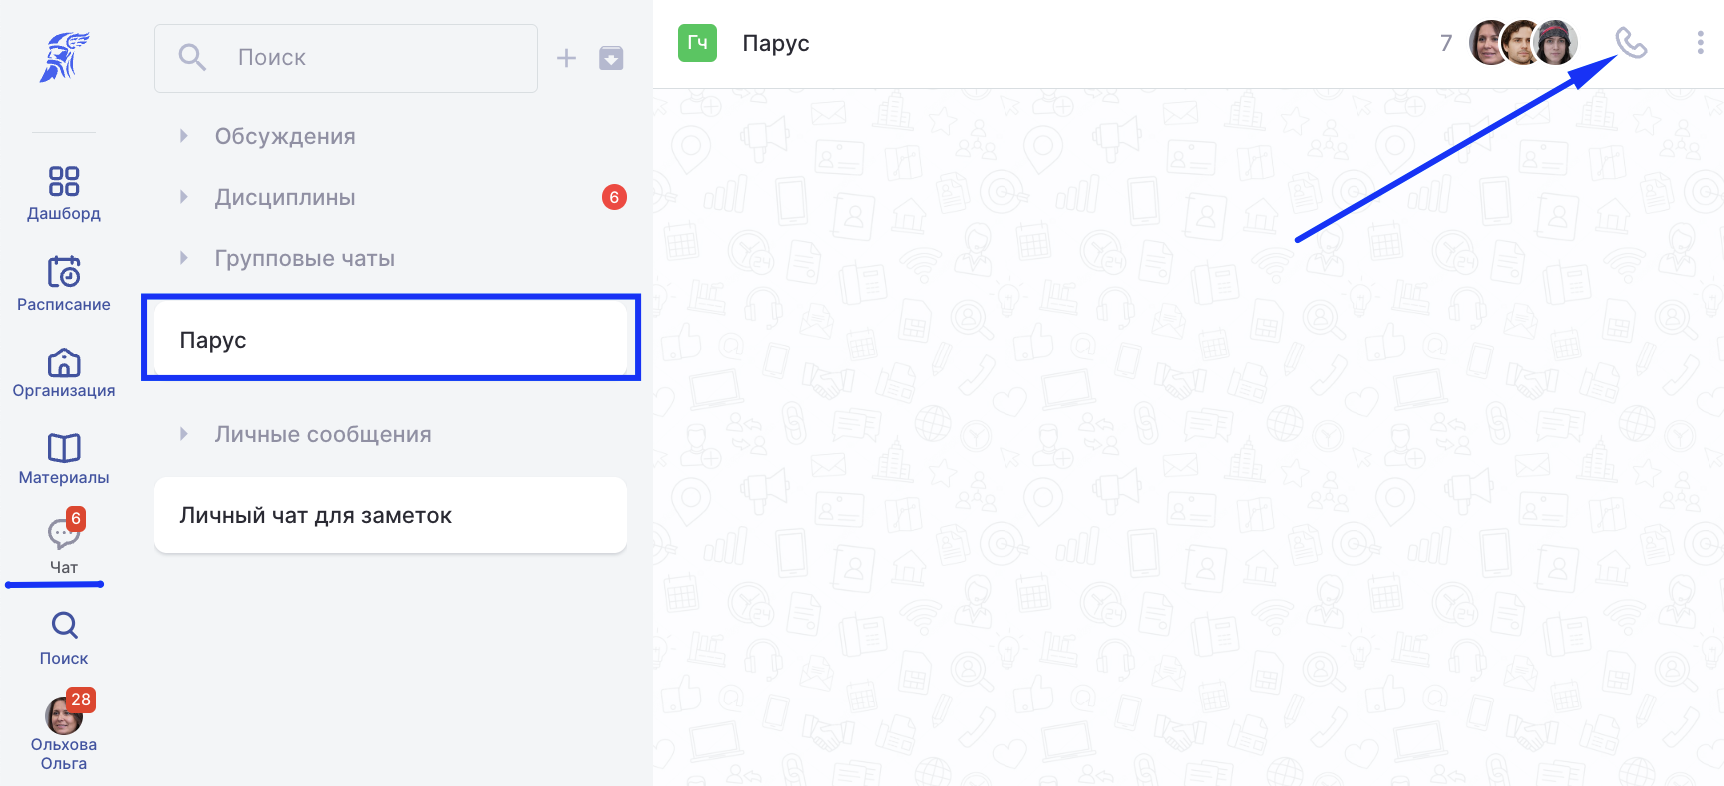 Дашборд
Расписание
Организация
Материалы
6
Чат
Поиск
28
Ольхова
Ольга
Поиск
Обсуждения
Дисциплины
6
Групповые чаты
Парус
Личные сообщения
Личный чат для заметок
Гч
Парус
7